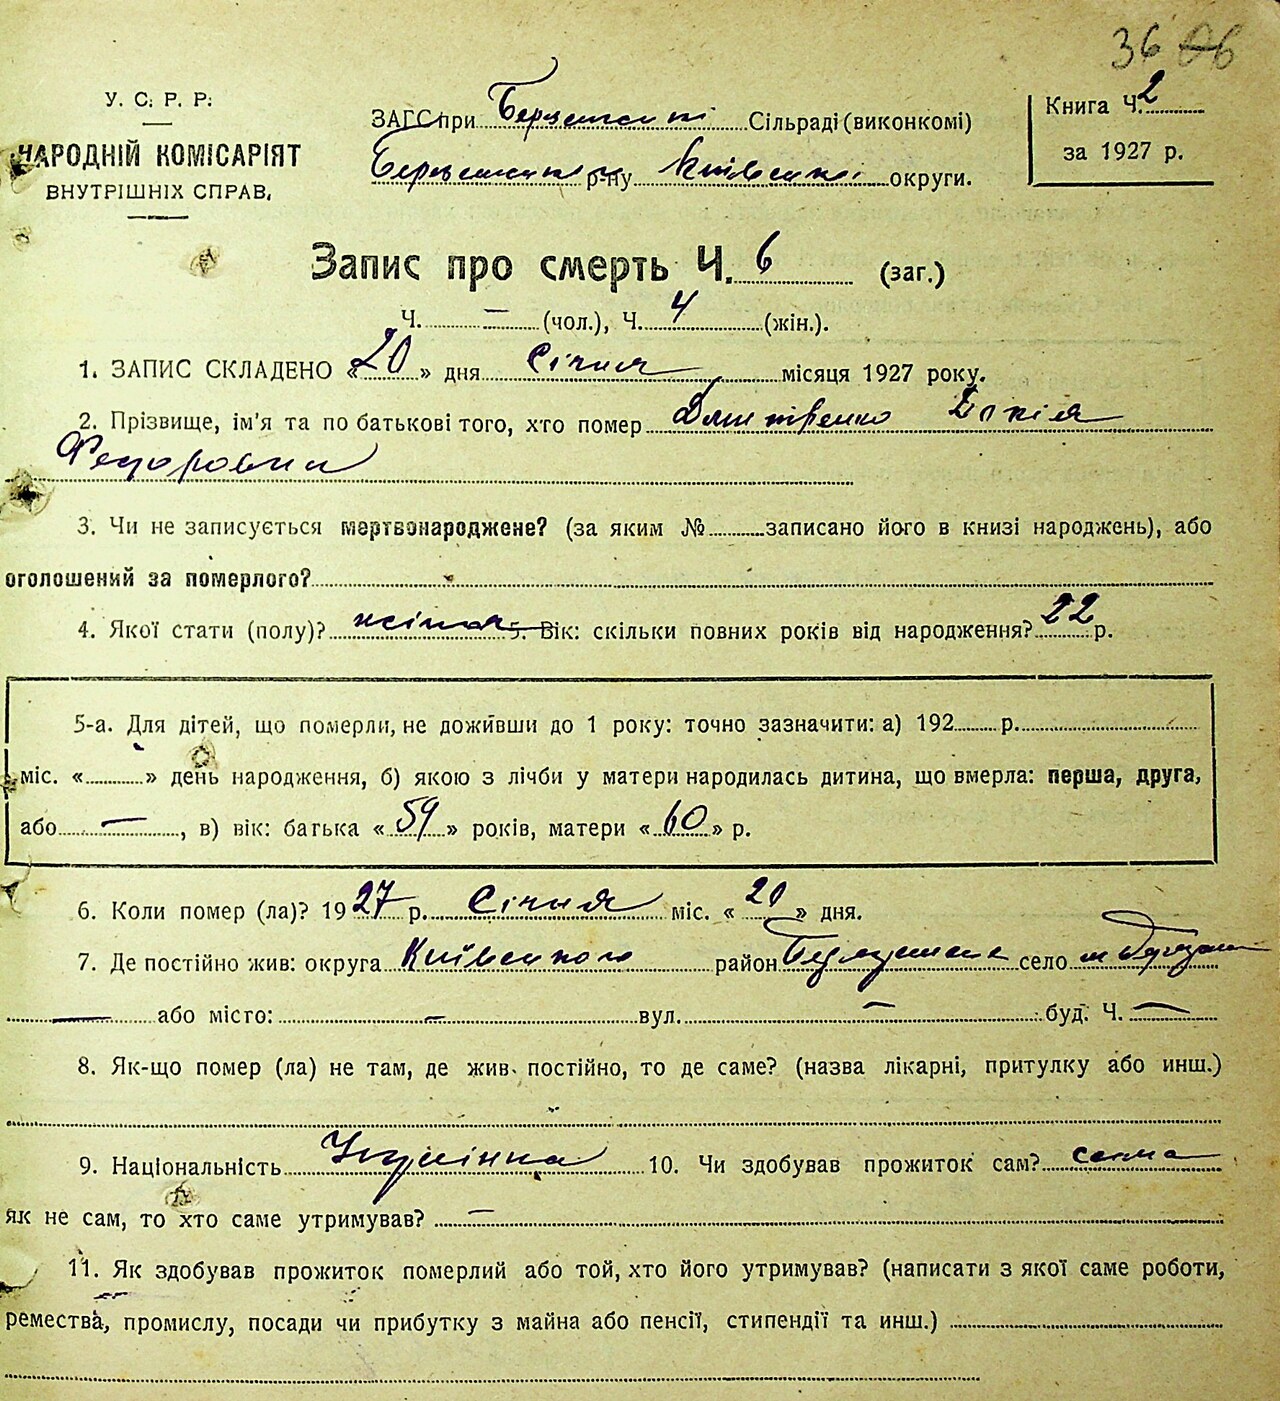 36
У. С. Р. Р.
НАРОДНІЙ КОМІСАРІЯТ
ВНУТРІШНІХ СПРАВ.
ЗАГС при Сільраді (виконкомі)
р-ну округи.
Книга Ч. 2
за 1927 р.
Запис про смерть Ч. 6 (заг.)
Ч. — (чол.), Ч. 4 (жін.).
1. ЗАПИС СКЛАДЕНО «20» дня Січня місяця 1927 року.
2. Прізвище, ім'я та по батькові того, хто помер Дмитренко
Федоровна
3. Чи не записується мертвонароджене? (за яким № записано його в книзі народжень), або
оголошений за померлого?
4. Якої стати (полу)? 5. Вік: скільки повних років від народження? 22 р.
5-а. Для дітей, що померли, не доживши до 1 року: точно зазначити: а) 192 р.
міс. « » день народження, б) якою з лічби у матери народилась дитина, що вмерла: перша, друга,
або —, в) вік: батька «59» років, матери «60» р.
6. Коли помер (ла)? 1927 р. Січня міс. «20» дня.
7. Де постійно жив: округа район село
— або місто: — вул. — буд. Ч. —
8. Як-що помер (ла) не там, де жив постійно, то де саме? (назва лікарні, притулку або инш.)
9. Національність 10. Чи здобував прожиток сам? сама
як не сам, то хто саме утримував? —
11. Як здобував прожиток померлий або той, хто його утримував? (написати з якої саме роботи,
ремества, промислу, посади чи прибутку з майна або пенсії, стипендії та инш.)